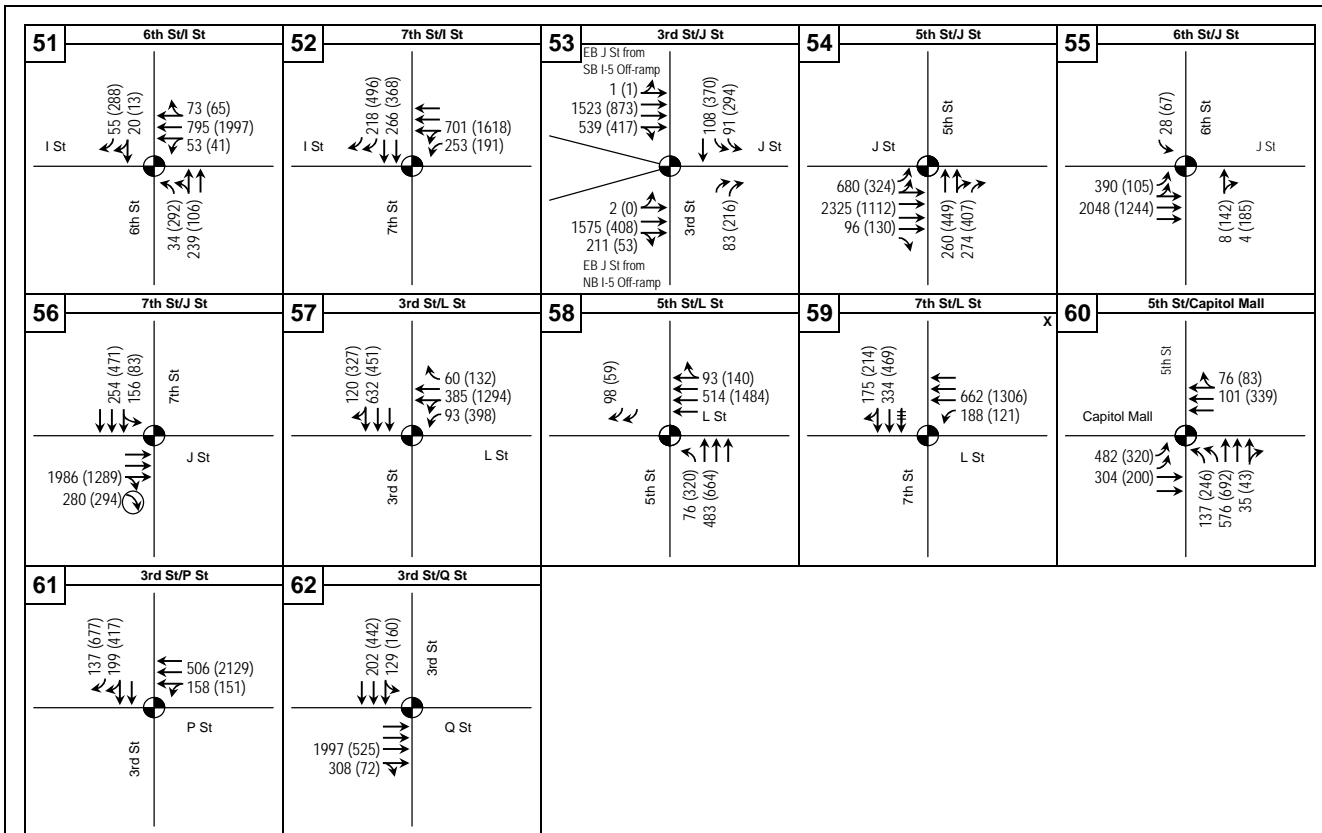 51
6th St/I St
55 (288)
20 (13)
73 (65)
795 (1997)
53 (41)
I St
6th St
34 (292)
239 (106)
52
7th St/I St
218 (496)
266 (368)
701 (1618)
253 (191)
I St
7th St
53
3rd St/J St
EB J St from
SB I-5 Off-ramp
1 (1)
1523 (873)
539 (417)
108 (370)
91 (294)
J St
2 (0)
1575 (408)
211 (53)
3rd St
83 (216)
EB J St from
NB I-5 Off-ramp
54
5th St/J St
5th St
J St
680 (324)
2325 (1112)
96 (130)
260 (449)
274 (407)
55
6th St/J St
28 (67)
6th St
J St
390 (105)
2048 (1244)
8 (142)
4 (185)
56
7th St/J St
254 (471)
156 (83)
7th St
J St
1986 (1289)
280 (294)
57
3rd St/L St
120 (327)
632 (451)
60 (132)
385 (1294)
93 (398)
L St
3rd St
58
5th St/L St
98 (59)
93 (140)
514 (1484)
L St
5th St
76 (320)
483 (664)
59
7th St/L St
X
175 (214)
334 (469)
662 (1306)
188 (121)
L St
7th St
60
5th St/Capitol Mall
5th St
76 (83)
101 (339)
Capitol Mall
482 (320)
304 (200)
137 (246)
576 (692)
35 (43)
61
3rd St/P St
137 (677)
199 (417)
506 (2129)
158 (151)
P St
3rd St
62
3rd St/Q St
202 (442)
129 (160)
3rd St
Q St
1997 (525)
308 (72)